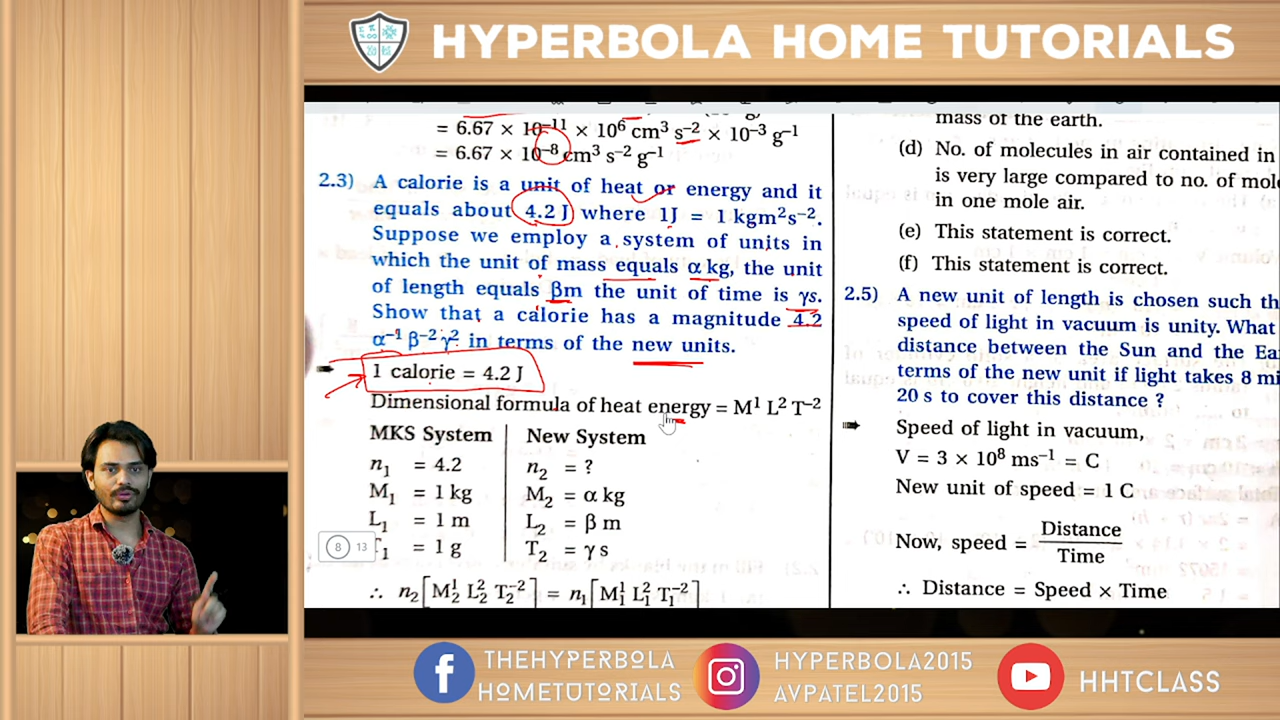 HYPERBOLA HOME TUTORIALS
= 6.67 × 10⁻¹¹ × 10⁶ cm³ s⁻² × 10⁻³ g⁻¹
= 6.67 × 10⁻⁸ cm³ s⁻² g⁻¹
2.3) A calorie is a unit of heat or energy and it
equals about 4.2 J where 1J = 1 kgm²s⁻².
Suppose we employ a system of units in
which the unit of mass equals α kg, the unit
of length equals βm the unit of time is γs.
Show that a calorie has a magnitude 4.2
α⁻¹ β⁻² γ² in terms of the new units.
1 calorie = 4.2 J
Dimensional formula of heat energy = M¹ L² T⁻²
MKS System New System
n₁ = 4.2 n₂ = ?
M₁ = 1 kg M₂ = α kg
L₁ = 1 m L₂ = β m
T₁ = 1 g T₂ = γ s
8 13
∴ n₂[M₂¹ L₂² T₂⁻²] = n₁[M₁¹ L₁² T₁⁻²]
mass of the earth.
(d) No. of molecules in air contained in
is very large compared to no. of mol
in one mole air.
(e) This statement is correct.
(f) This statement is correct.
2.5) A new unit of length is chosen such th
speed of light in vacuum is unity. What
distance between the Sun and the Ea
terms of the new unit if light takes 8 mi
20 s to cover this distance ?
Speed of light in vacuum,
V = 3 × 10⁸ ms⁻¹ = C
New unit of speed = 1 C
Now, speed = Distance
Time
∴ Distance = Speed × Time
THEHYPERBOLA
HOMETUTORIALS
HYPERBOLA2015
AVPATEL2015
HHTCLASS